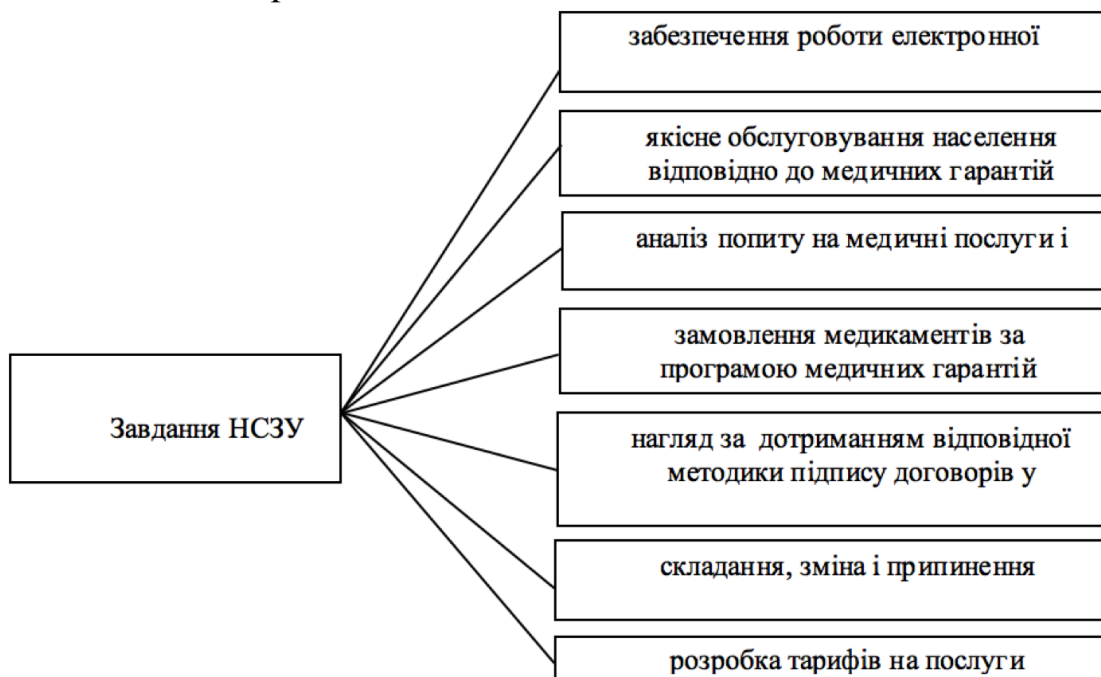 забезпечення роботи електронної
якісне обслуговування населення
відповідно до медичних гарантій
аналіз попиту на медичні послуги і
замовлення медикаментів за
програмою медичних гарантій
Завдання НСЗУ
нагляд за дотриманням відповідної
методики підпису договорів у
складання, зміна і припинення
розробка тарифів на послуги